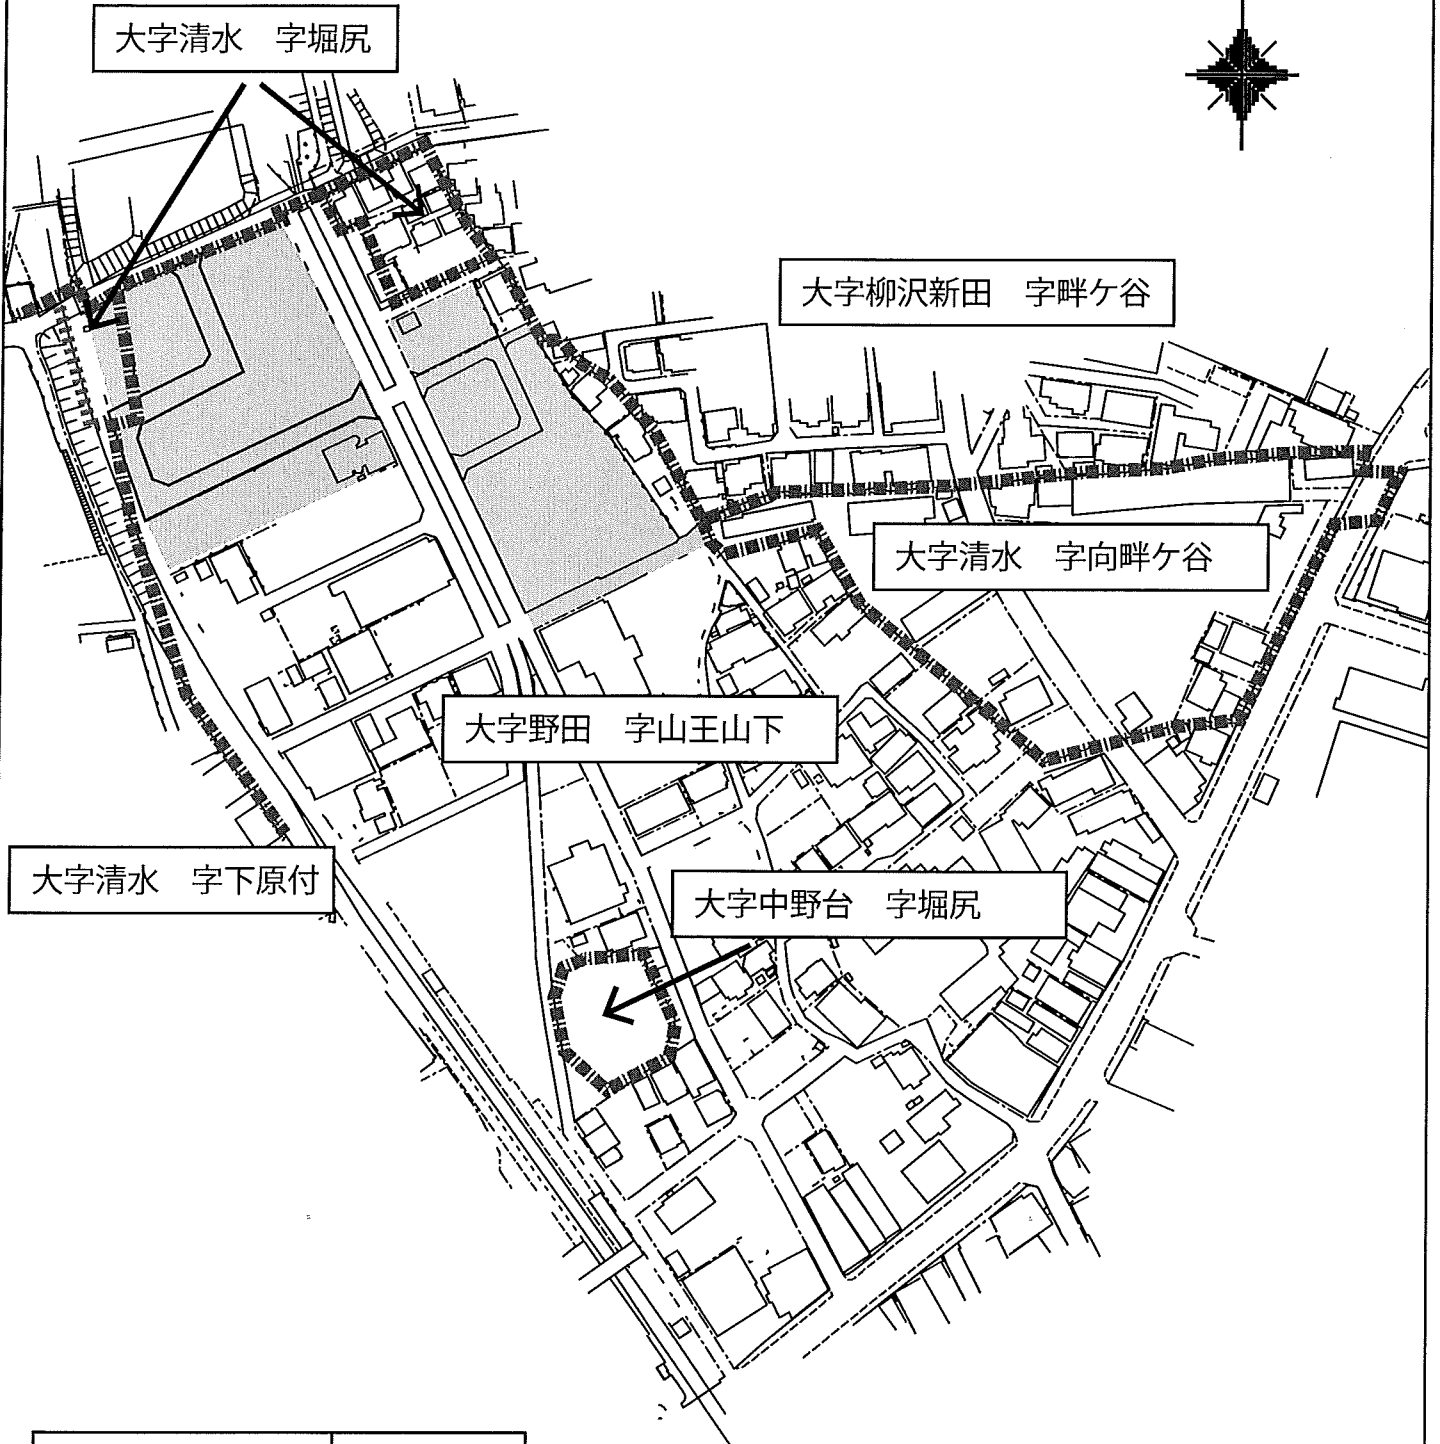 大字清水　字堀尻
大字柳沢新田　字畔ケ谷
大字清水　字向畔ケ谷
大字野田　字山王山下
大字清水　字下原付
大字中野台　字堀尻